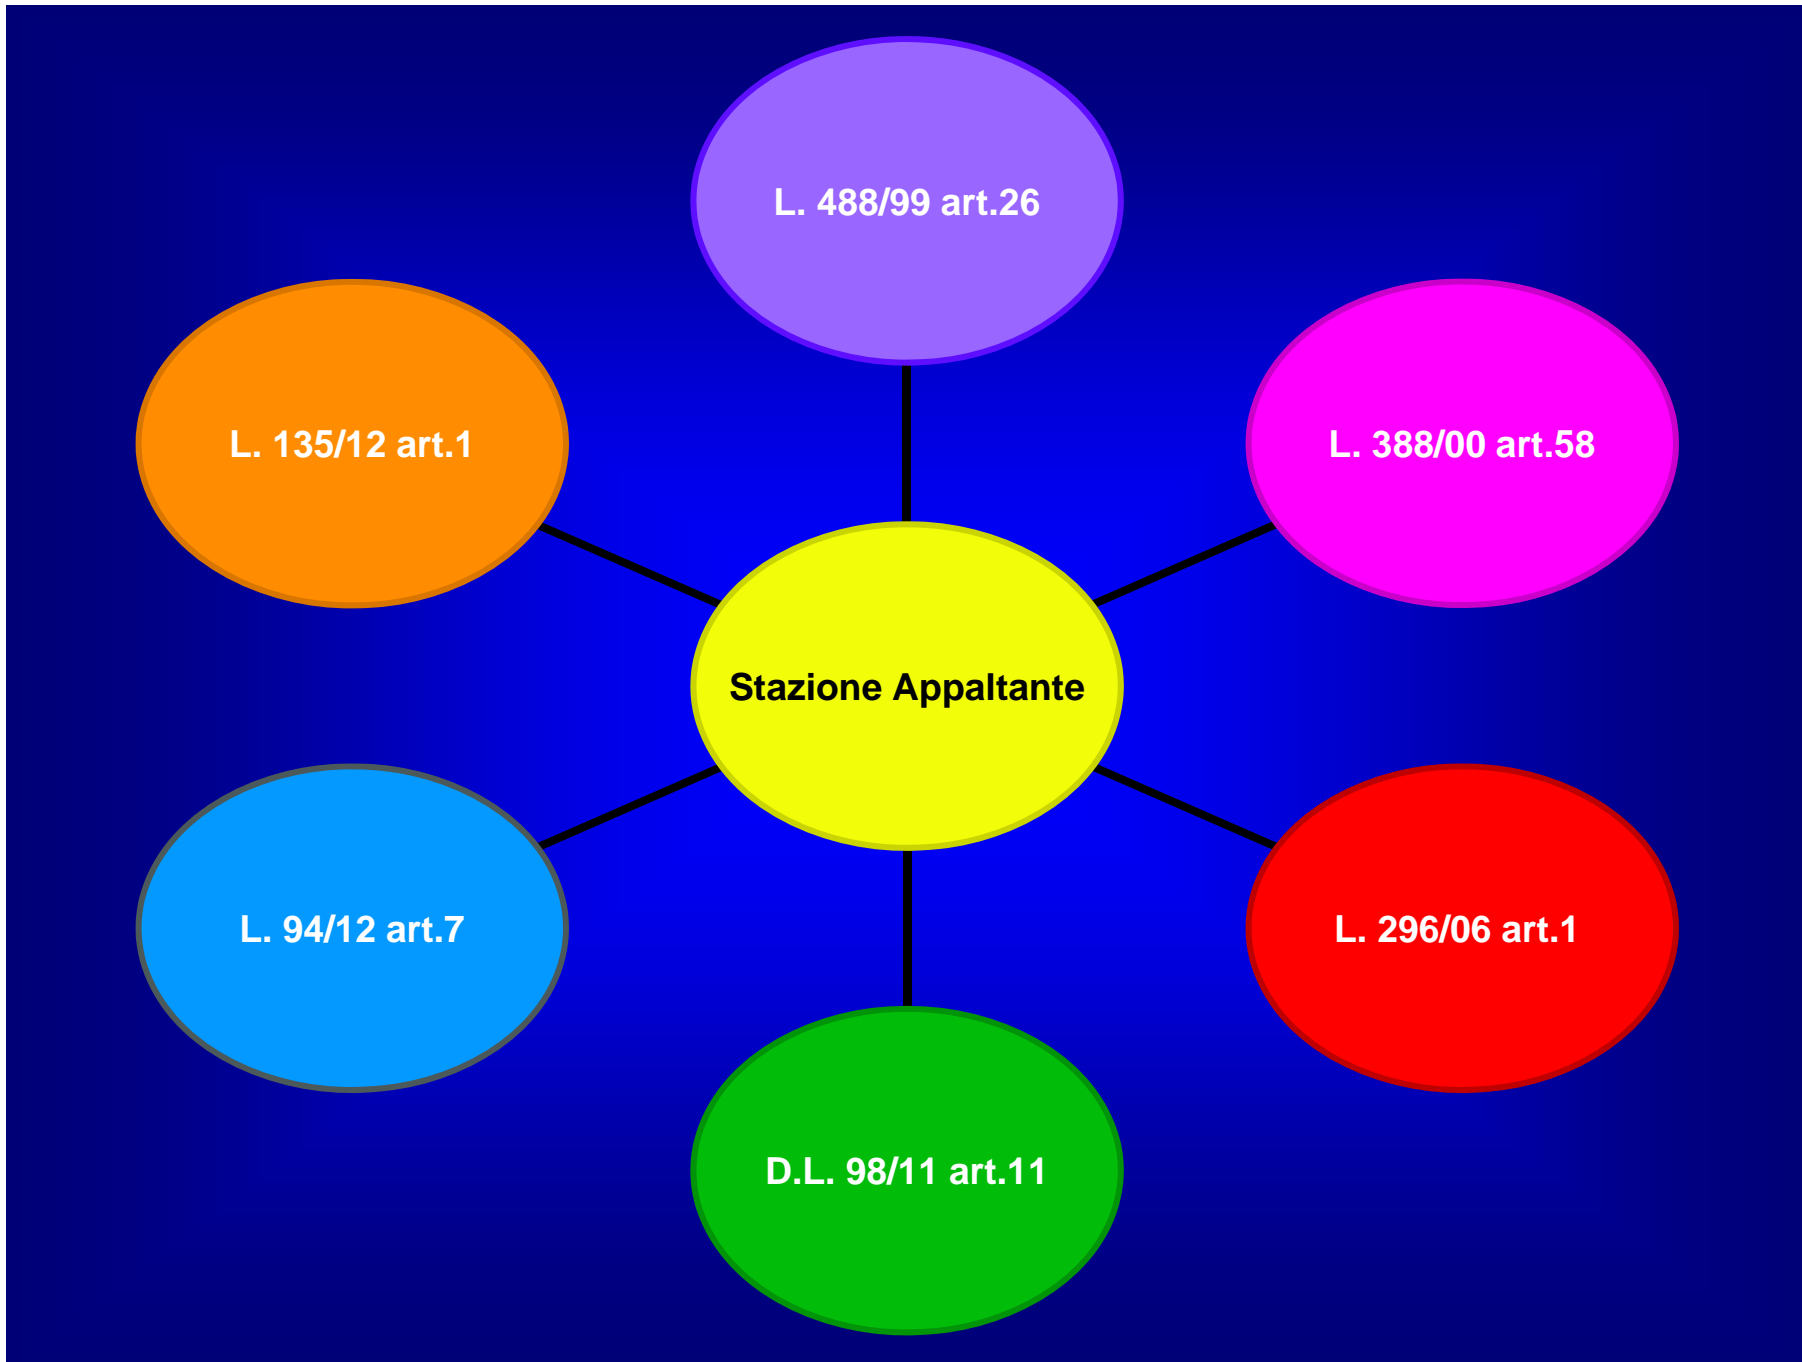 L. 488/99 art.26
L. 135/12 art.1
L. 388/00 art.58
Stazione Appaltante
L. 94/12 art.7
L. 296/06 art.1
D.L. 98/11 art.11